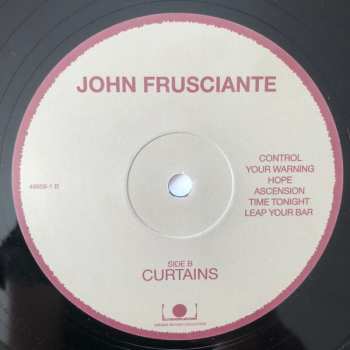 JOHN FRUSCIANTE
CONTROL
YOUR WARNING
HOPE
ASCENSION
TIME TONIGHT
LEAP YOUR BAR
SIDE B
CURTAINS